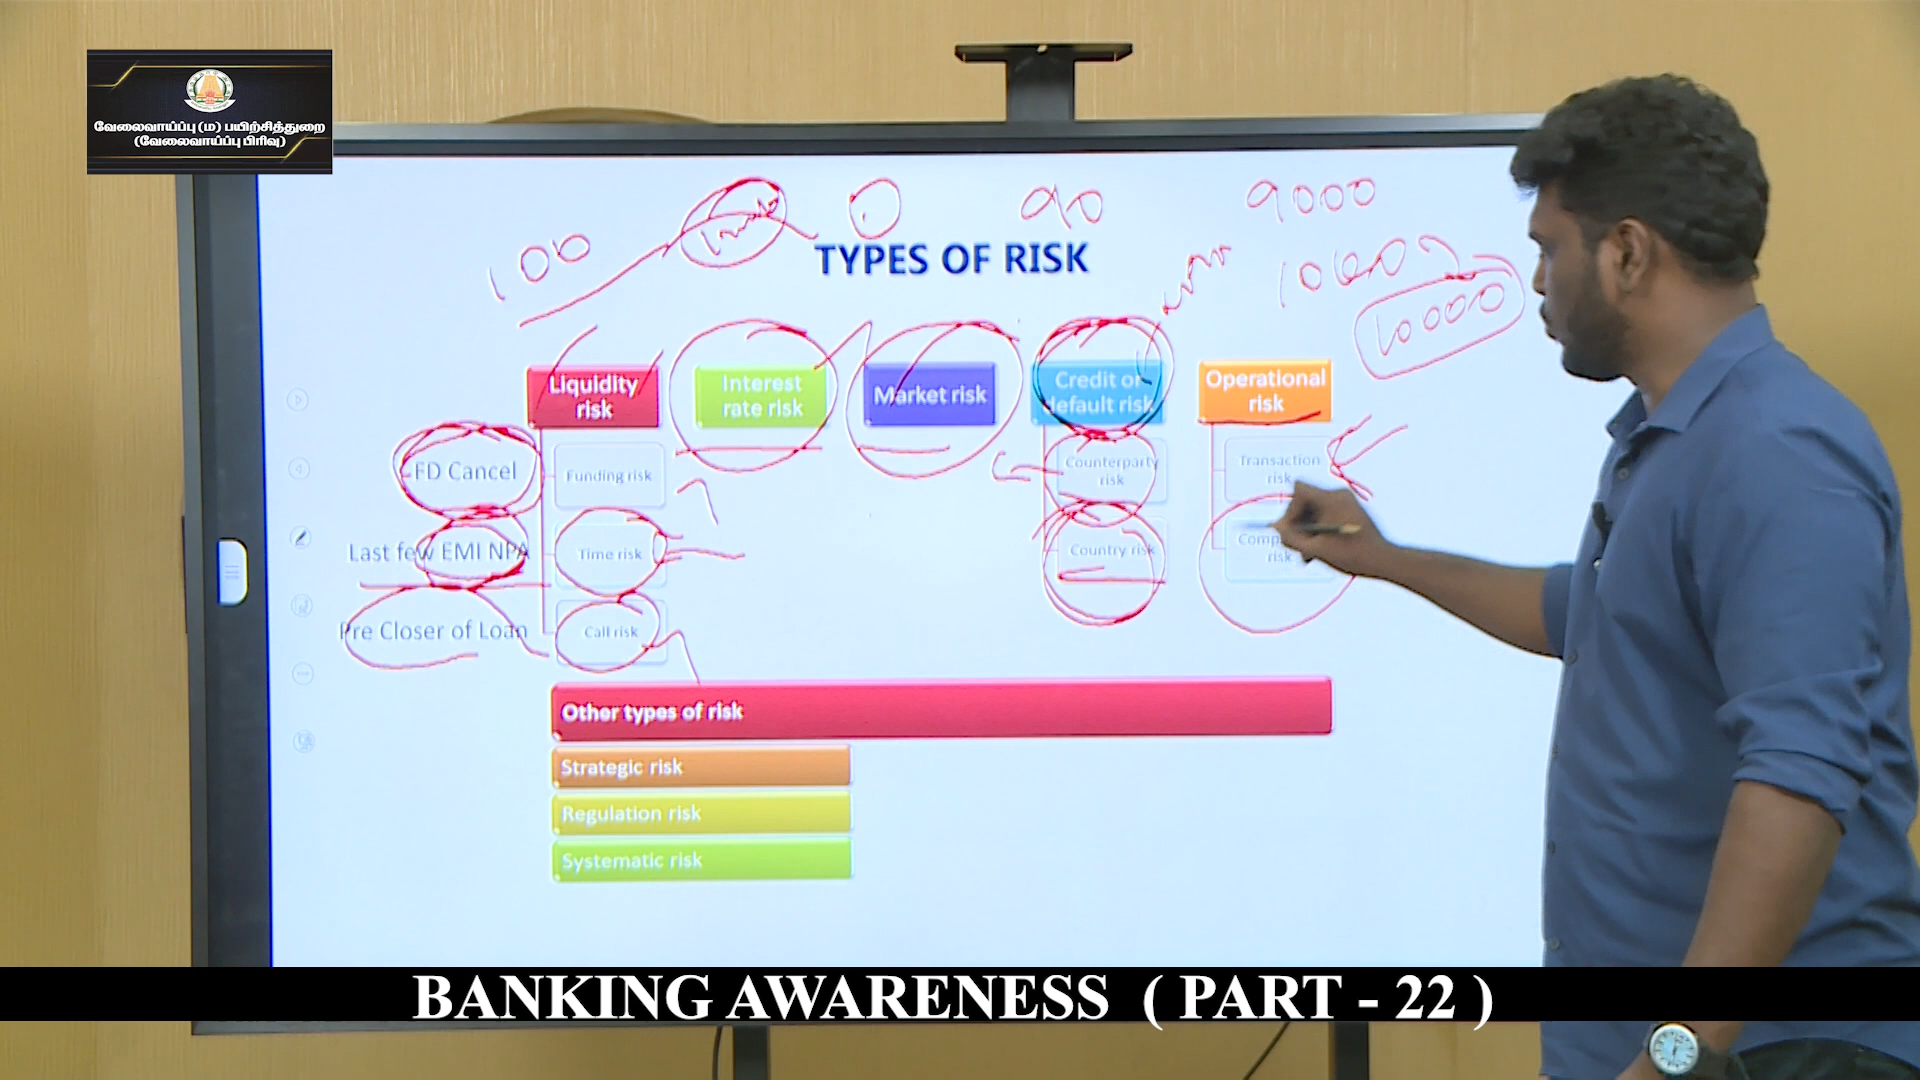 வேலைவாய்ப்பு (ம) பயிற்சித்துறை
(வேலைவாய்ப்பு பிரிவு)
100
0
90
9000
10000
TYPES OF RISK
Liquidity
risk
Interest
rate risk
Market risk
Credit or
default risk
Operational
risk
FD Cancel
Funding risk
Counterparty
risk
Transaction
risk
Last few EMI NPA
Time risk
Country risk
risk
Pre Closer of Loan
Call risk
Other types of risk
Strategic risk
Regulation risk
Systematic risk
BANKING AWARENESS ( PART - 22 )